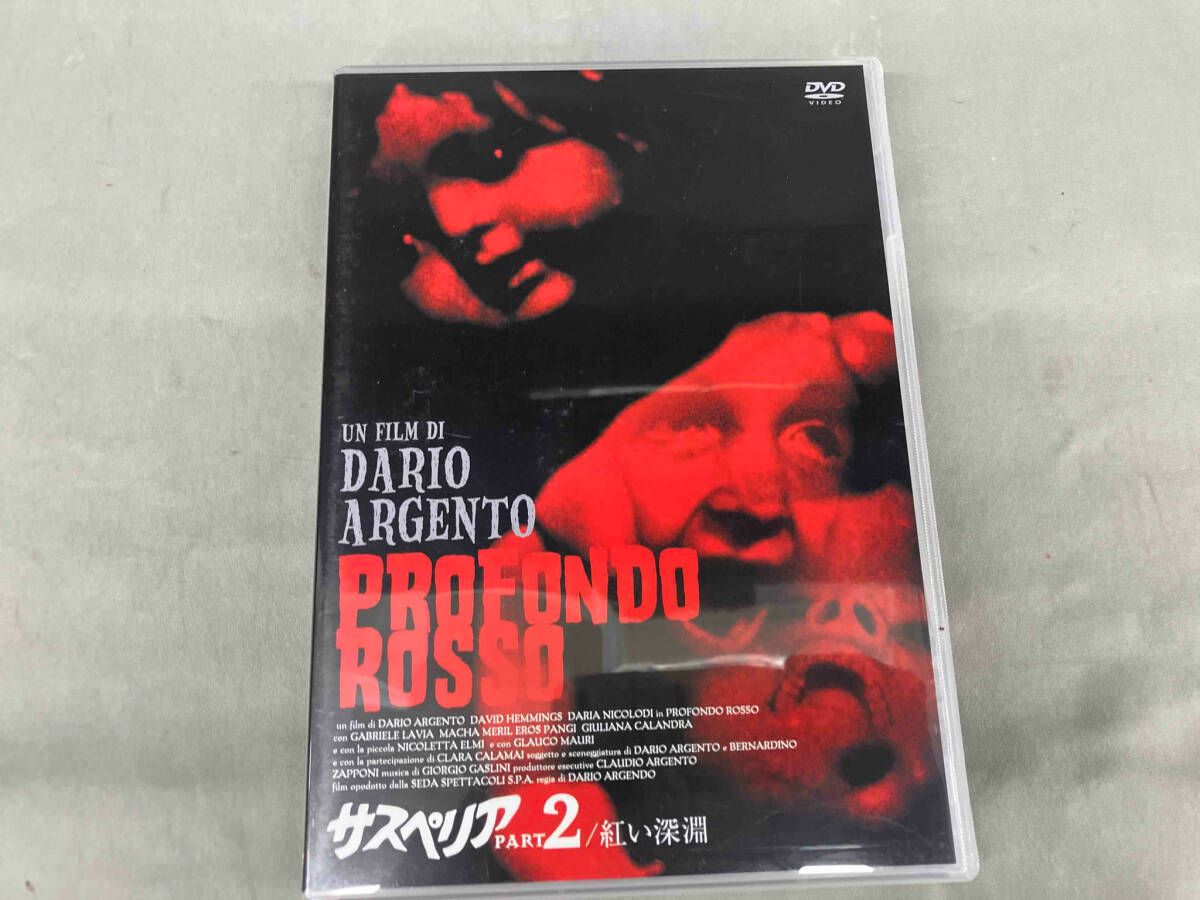 DVD
VIDEO
UN FILM DI
DARIO
ARGENTO
PROFONDO
ROSSO
un film di DARIO ARGENTO DAVID HEMMINGS DARIA NICOLODI in PROFONDO ROSSO
con GABRIELE LAVIA MACHA MERIL EROS PANGI GIULIANA CALANDRA
e con la piccola NICOLETTA ELMI e con GLAUCO MAURI
e con la partecipazione di CLARA CALAMAI soggetto e sceneggiatura di DARIO ARGENTO e BERNARDINO
ZAPPONI musica di GIORGIO GASLINI produttore esecutive CLAUDIO ARGENTO
film opodotto dalla SEDA SPETTACOLI S.P.A. regia di DARIO ARGENDO
サスペリア PART 2 / 紅い深淵